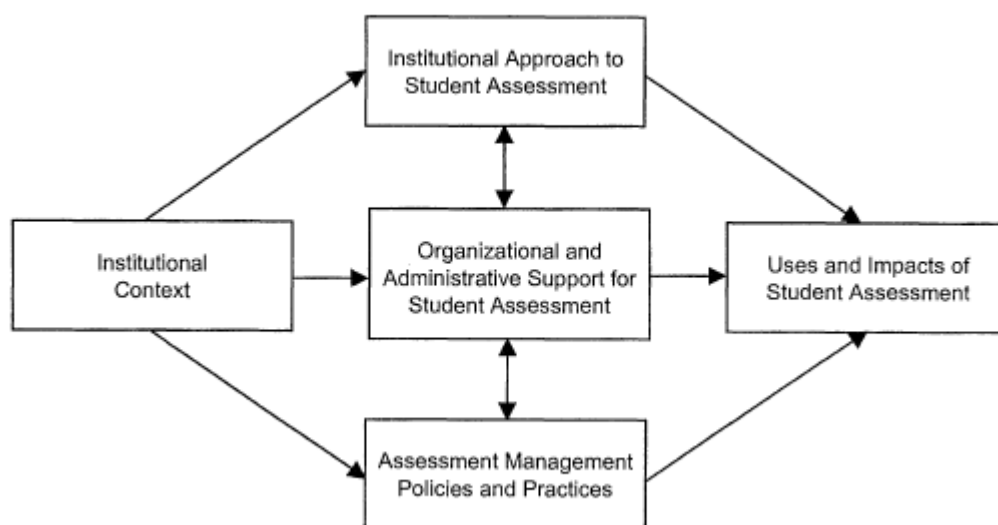 Institutional Approach to
Student Assessment
Institutional
Context
Organizational and
Administrative Support for
Student Assessment
Uses and Impacts of
Student Assessment
Assessment Management
Policies and Practices